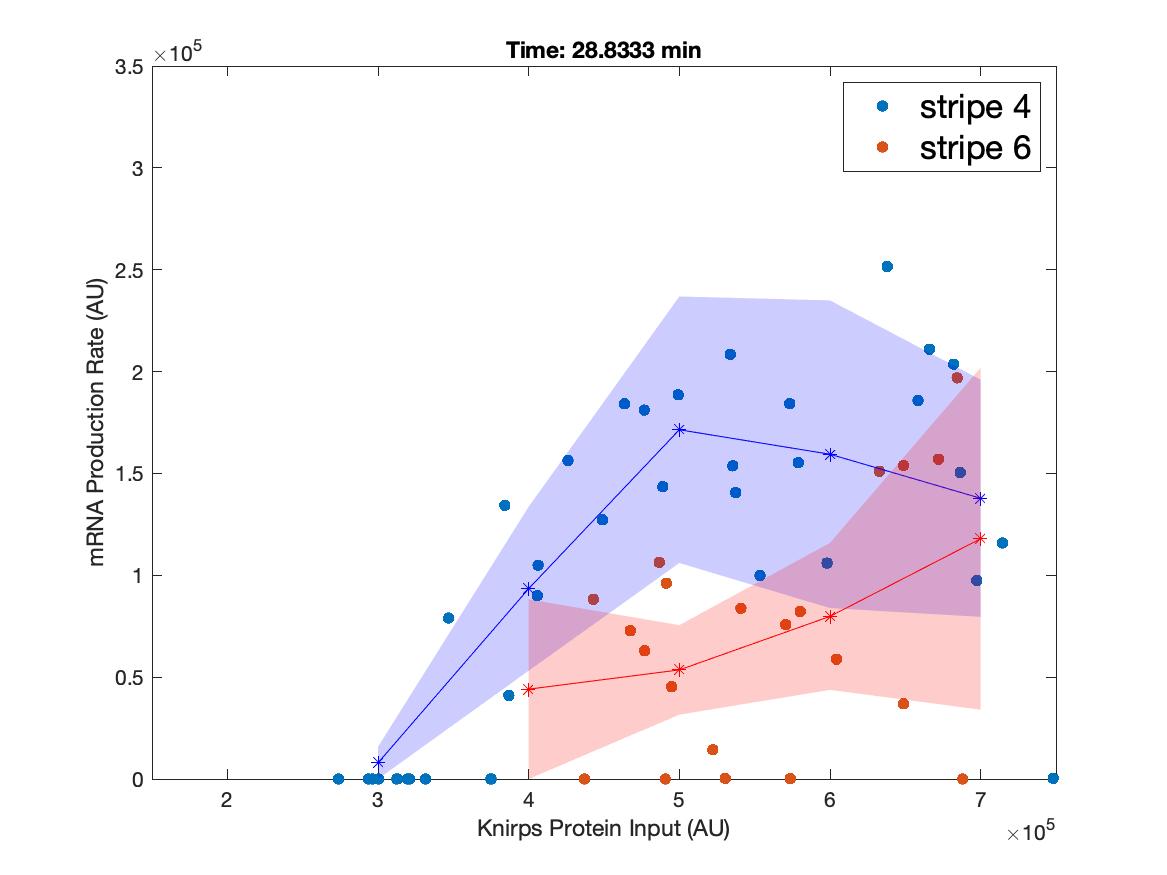 Time: 28.8333 min
×10⁵
3.5
3
2.5
2
1.5
1
0.5
0
mRNA Production Rate (AU)
stripe 4
stripe 6
2 3 4 5 6 7
Knirps Protein Input (AU)
×10⁵